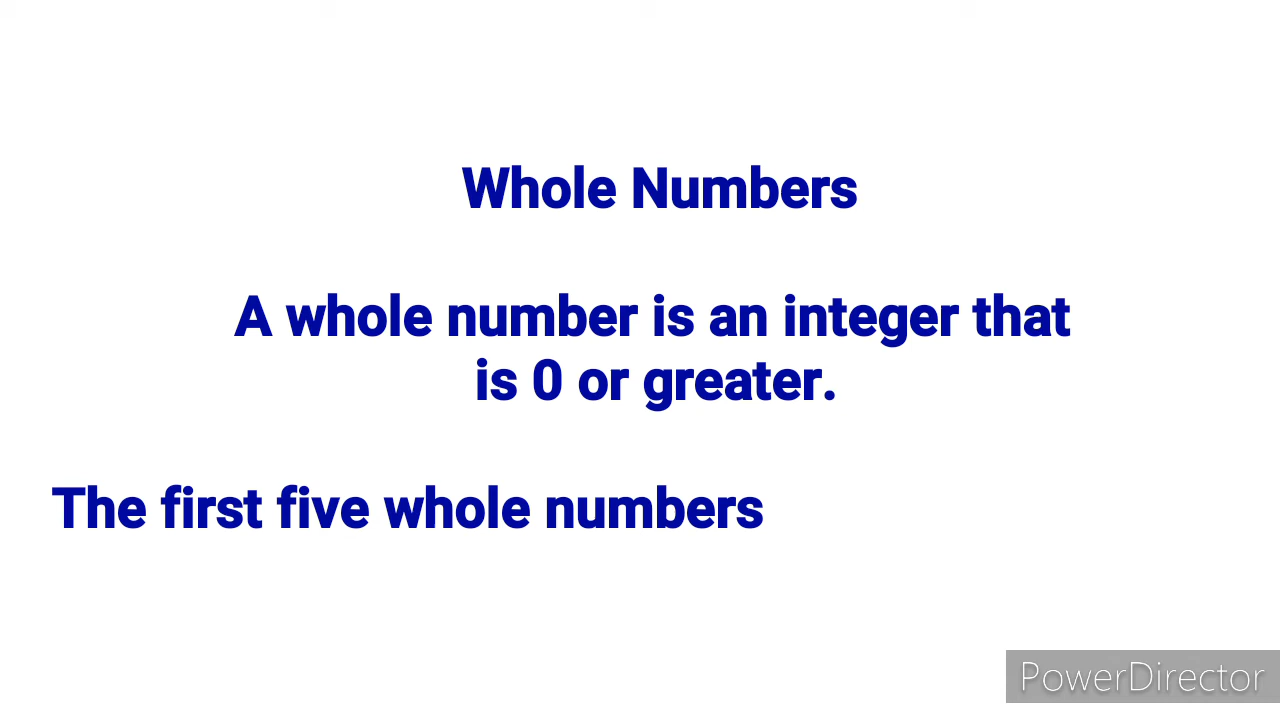 Whole Numbers
A whole number is an integer that
is 0 or greater.
The first five whole numbers
PowerDirector